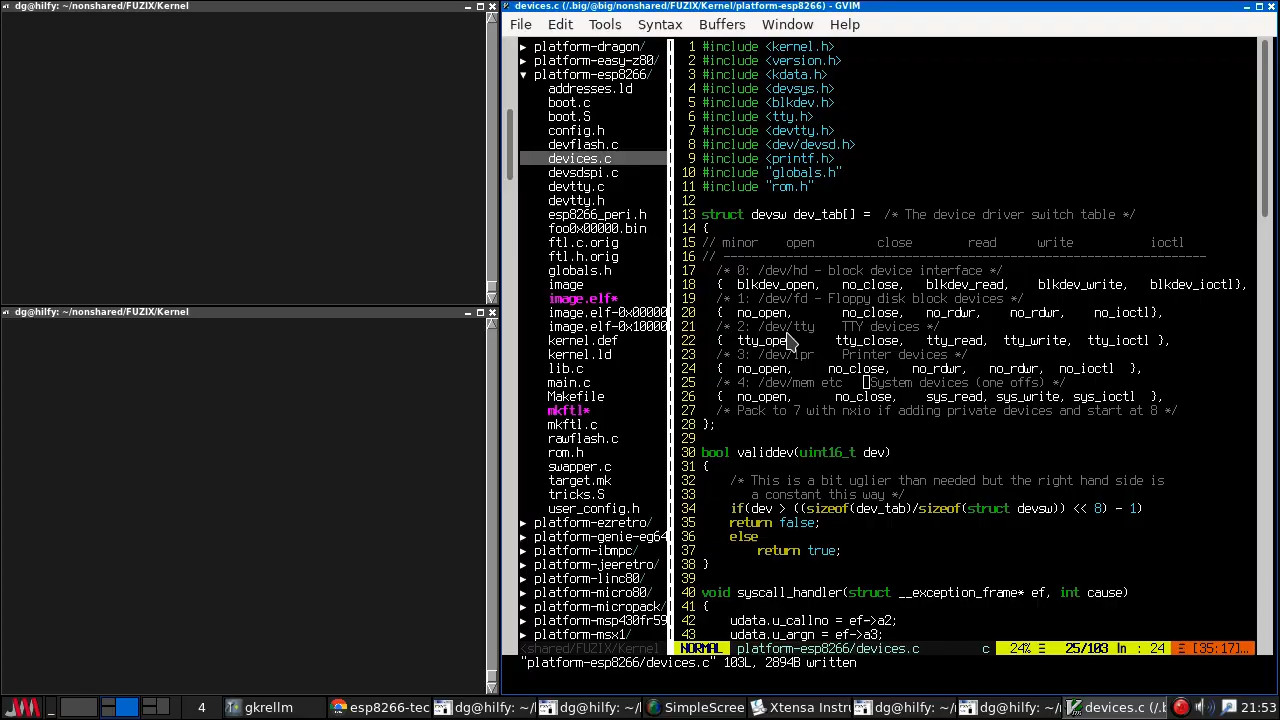 dg@hilfy: ~/nonshared/FUZIX/Kernel
devices.c (/.big/@big/nonshared/FUZIX/Kernel/platform-esp8266) - GVIM
File Edit Tools Syntax Buffers Window Help
▶ platform-dragon/
▶ platform-easy-z80/
▼ platform-esp8266/
addresses.ld
boot.c
boot.S
config.h
devflash.c
devices.c
devsdspi.c
devtty.c
devtty.h
esp8266_peri.h
foo0x00000.bin
ftl.c.orig
ftl.h.orig
globals.h
image
image.elf*
image.elf-0x00000
image.elf-0x10000
kernel.def
kernel.ld
lib.c
main.c
Makefile
mkftl*
mkftl.c
rawflash.c
rom.h
swapper.c
target.mk
tricks.S
user_config.h
▶ platform-ezretro/
▶ platform-genie-eg64
▶ platform-ibmpc/
▶ platform-jeeretro/
▶ platform-linc80/
▶ platform-micro80/
▶ platform-micropack/
▶ platform-msp430fr59
▶ platform-msx1/
<shared/FUZIX/Kernel
1 #include <kernel.h>
2 #include <version.h>
3 #include <kdata.h>
4 #include <devsys.h>
5 #include <blkdev.h>
6 #include <tty.h>
7 #include <devtty.h>
8 #include <dev/devsd.h>
9 #include <printf.h>
10 #include "globals.h"
11 #include "rom.h"
12
13 struct devsw dev_tab[] =  /* The device driver switch table */
14 {
15 // minor    open         close        read      write           ioctl
16 // ---------------------------------------------------------------------
17   /* 0: /dev/hd - block device interface */
18   {  blkdev_open,   no_close,   blkdev_read,    blkdev_write,   blkdev_ioctl},
19   /* 1: /dev/fd - Floppy disk block devices */
20   {  no_open,       no_close,   no_rdwr,    no_rdwr,    no_ioctl},
21   /* 2: /dev/tty    TTY devices */
22   {  tty_open,      tty_close,    tty_read,  tty_write,  tty_ioctl },
23   /* 3: /dev/lpr    Printer devices */
24   {  no_open,     no_close,   no_rdwr,   no_rdwr,  no_ioctl  },
25   /* 4: /dev/mem etc   System devices (one offs) */
26   {  no_open,      no_close,    sys_read, sys_write, sys_ioctl  },
27   /* Pack to 7 with nxio if adding private devices and start at 8 */
28 };
29
30 bool validdev(uint16_t dev)
31 {
32     /* This is a bit uglier than needed but the right hand side is
33        a constant this way */
34     if(dev > ((sizeof(dev_tab)/sizeof(struct devsw)) << 8) - 1)
35     return false;
36     else
37         return true;
38 }
39
40 void syscall_handler(struct __exception_frame* ef, int cause)
41 {
42     udata.u_callno = ef->a2;
43     udata.u_argn = ef->a3;
NORMAL platform-esp8266/devices.c c 24% Ξ 25/103 ln : 24 Ξ [35:17]…
"platform-esp8266/devices.c" 103L, 2894B written
dg@hilfy: ~/nonshared/FUZIX/Kernel
4 gkrellm esp8266-tec dg@hilfy: ~/ dg@hilfy: ~/ SimpleScree Xtensa Instru dg@hilfy: ~/ dg@hilfy: ~/ devices.c (/.b 21:53